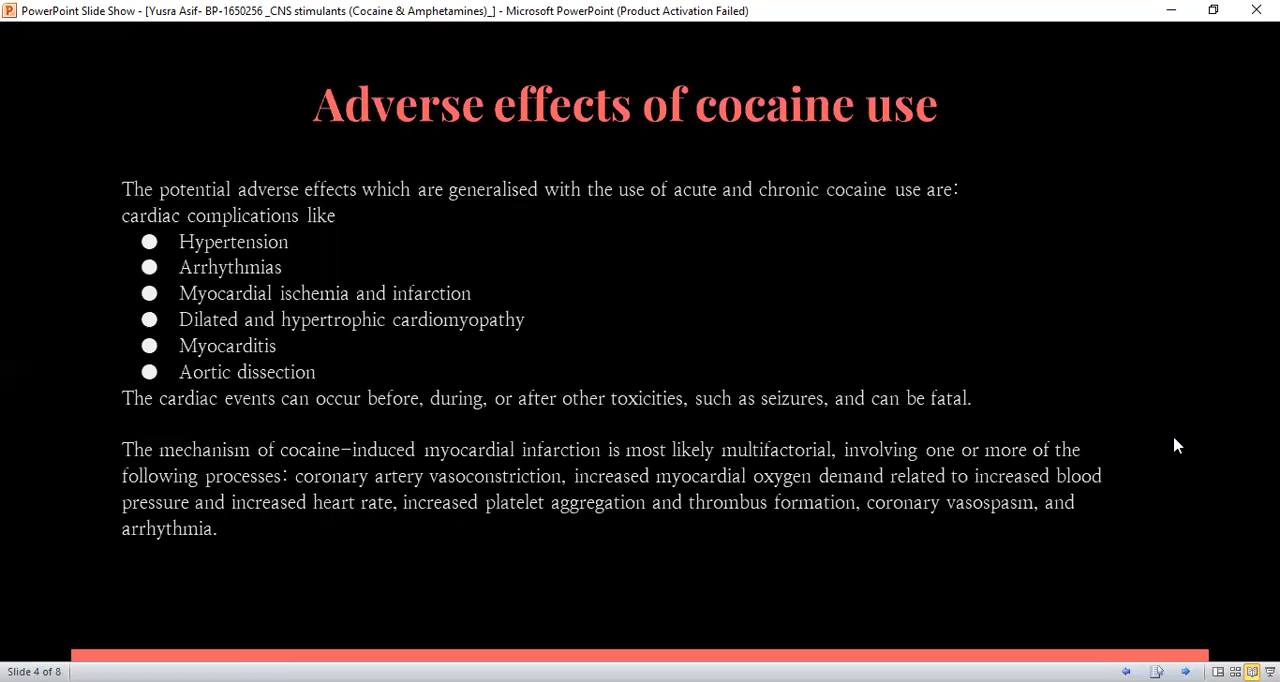 PowerPoint Slide Show - [Yusra Asif- BP-1650256 _CNS stimulants (Cocaine & Amphetamines)_] - Microsoft PowerPoint (Product Activation Failed)
Adverse effects of cocaine use
The potential adverse effects which are generalised with the use of acute and chronic cocaine use are:
cardiac complications like
● Hypertension
● Arrhythmias
● Myocardial ischemia and infarction
● Dilated and hypertrophic cardiomyopathy
● Myocarditis
● Aortic dissection
The cardiac events can occur before, during, or after other toxicities, such as seizures, and can be fatal.
The mechanism of cocaine-induced myocardial infarction is most likely multifactorial, involving one or more of the
following processes: coronary artery vasoconstriction, increased myocardial oxygen demand related to increased blood
pressure and increased heart rate, increased platelet aggregation and thrombus formation, coronary vasospasm, and
arrhythmia.
Slide 4 of 8